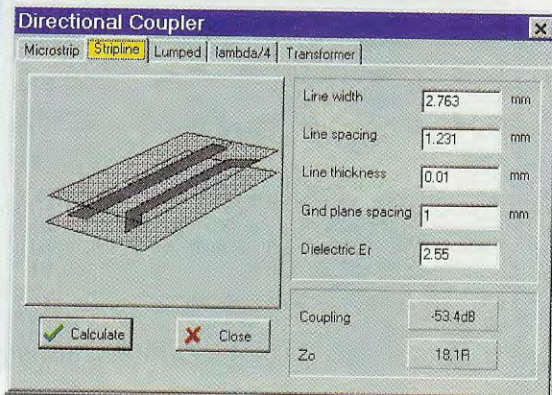 Directional Coupler
Microstrip Stripline Lumped lambda/4 Transformer
Line width 2.763 mm
Line spacing 1.231 mm
Line thickness 0.01 mm
Gnd plane spacing 1 mm
Dielectric Er 2.55
Calculate Close
Coupling -53.4dB
Zo 18.1R